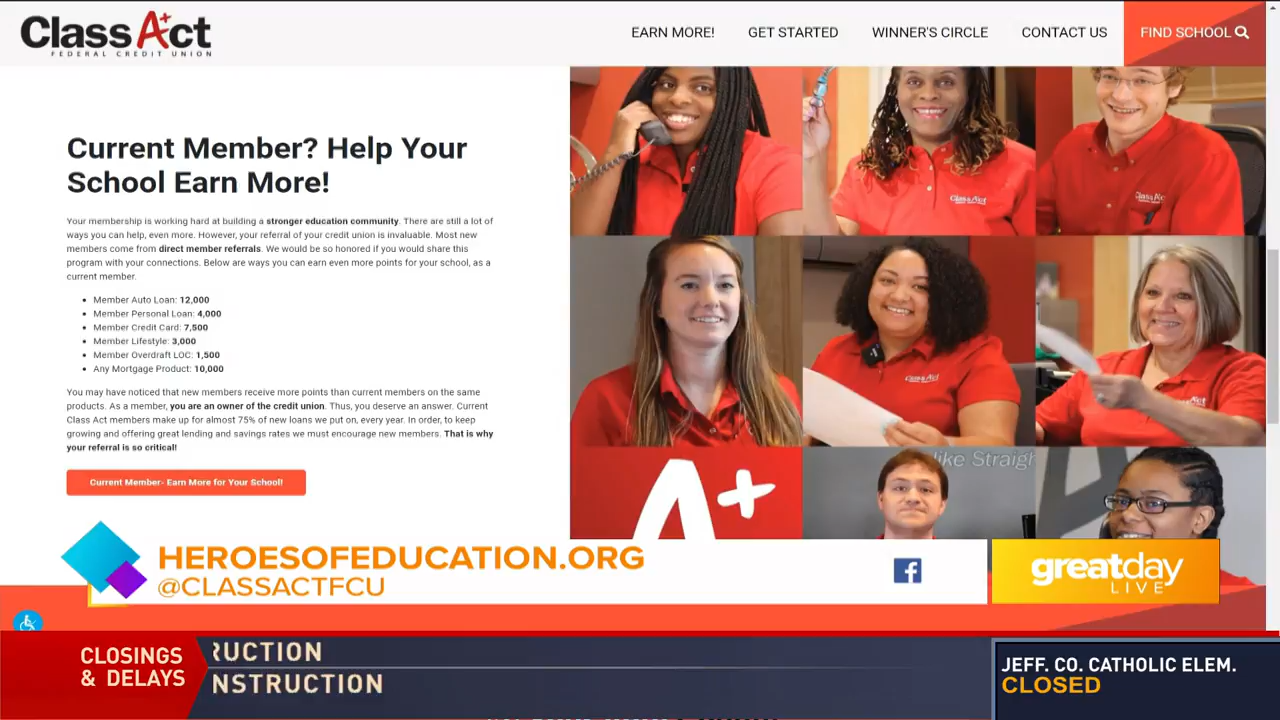 Class A+ct
FEDERAL CREDIT UNION
EARN MORE!
GET STARTED
WINNER'S CIRCLE
CONTACT US
FIND SCHOOL
Current Member? Help Your
School Earn More!
Your membership is working hard at building a stronger education community. There are still a lot of
ways you can help, even more. However, your referral of your credit union is invaluable. Most new
members come from direct member referrals. We would be so honored if you would share this
program with your connections. Below are ways you can earn even more points for your school, as a
current member.
• Member Auto Loan: 12,000
• Member Personal Loan: 4,000
• Member Credit Card: 7,500
• Member Lifestyle: 3,000
• Member Overdraft LOC: 1,500
• Any Mortgage Product: 10,000
You may have noticed that new members receive more points than current members on the same
products. As a member, you are an owner of the credit union. Thus, you deserve an answer. Current
Class Act members make up for almost 75% of new loans we put on, every year. In order, to keep
growing and offering great lending and savings rates we must encourage new members. That is why
your referral is so critical!
Current Member- Earn More for Your School!
ClassAct
ClassAct
ClassAct
A+
like Straigh
HEROESOFEDUCATION.ORG
@CLASSACTFCU
greatday
LIVE
CLOSINGS
& DELAYS
RUCTION
NSTRUCTION
JEFF. CO. CATHOLIC ELEM.
CLOSED